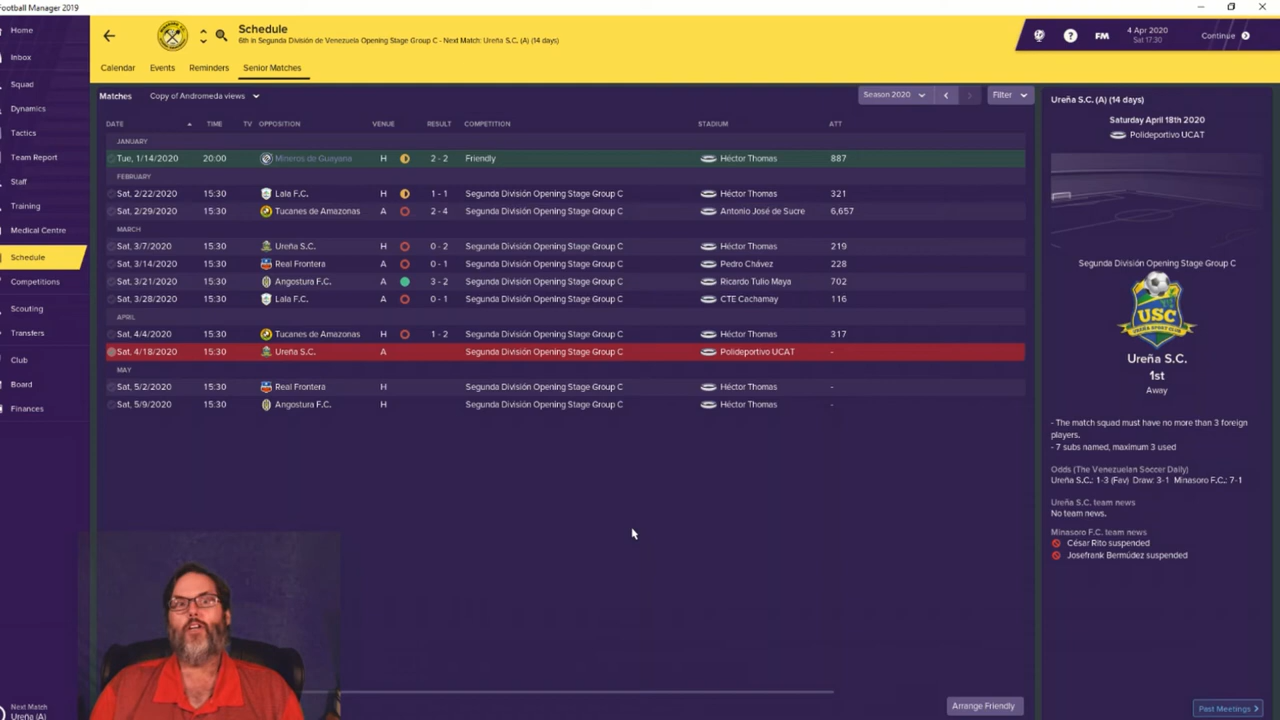 Football Manager 2019
Home
Inbox
Squad
Dynamics
Tactics
Team Report
Staff
Training
Medical Centre
Schedule
Competitions
Scouting
Transfers
Club
Board
Finances
Next Match
Ureña (A)
Schedule
6th in Segunda División de Venezuela Opening Stage Group C - Next Match: Ureña S.C. (A) (14 days)
FM
4 Apr 2020
Sat 17:30
Continue
Calendar Events Reminders Senior Matches
Matches Copy of Andromeda views Season 2020 Filter
DATE TIME TV OPPOSITION VENUE RESULT COMPETITION STADIUM ATT
JANUARY
Tue, 1/14/2020 20:00 Mineros de Guayana H 2 - 2 Friendly Héctor Thomas 887
FEBRUARY
Sat, 2/22/2020 15:30 Lala F.C. H 1 - 1 Segunda División Opening Stage Group C Héctor Thomas 321
Sat, 2/29/2020 15:30 Tucanes de Amazonas A 2 - 4 Segunda División Opening Stage Group C Antonio José de Sucre 6,657
MARCH
Sat, 3/7/2020 15:30 Ureña S.C. H 0 - 2 Segunda División Opening Stage Group C Héctor Thomas 219
Sat, 3/14/2020 15:30 Real Frontera A 0 - 1 Segunda División Opening Stage Group C Pedro Chávez 228
Sat, 3/21/2020 15:30 Angostura F.C. A 3 - 2 Segunda División Opening Stage Group C Ricardo Tulio Maya 702
Sat, 3/28/2020 15:30 Lala F.C. A 0 - 1 Segunda División Opening Stage Group C CTE Cachamay 116
APRIL
Sat, 4/4/2020 15:30 Tucanes de Amazonas H 1 - 2 Segunda División Opening Stage Group C Héctor Thomas 317
Sat, 4/18/2020 15:30 Ureña S.C. A Segunda División Opening Stage Group C Polideportivo UCAT -
MAY
Sat, 5/2/2020 15:30 Real Frontera H Segunda División Opening Stage Group C Héctor Thomas -
Sat, 5/9/2020 15:30 Angostura F.C. H Segunda División Opening Stage Group C Héctor Thomas -
Arrange Friendly
Ureña S.C. (A) (14 days)
Saturday April 18th 2020
Polideportivo UCAT
Segunda División Opening Stage Group C
USC
UREÑA SPORT CLUB
Ureña S.C.
1st
Away
- The match squad must have no more than 3 foreign
players.
- 7 subs named, maximum 3 used
Odds (The Venezuelan Soccer Daily)
Ureña S.C.: 1-3 (Fav) Draw: 3-1 Minasoro F.C.: 7-1
Ureña S.C. team news
No team news.
Minasoro F.C. team news
César Rito suspended
Josefrank Bermúdez suspended
Past Meetings